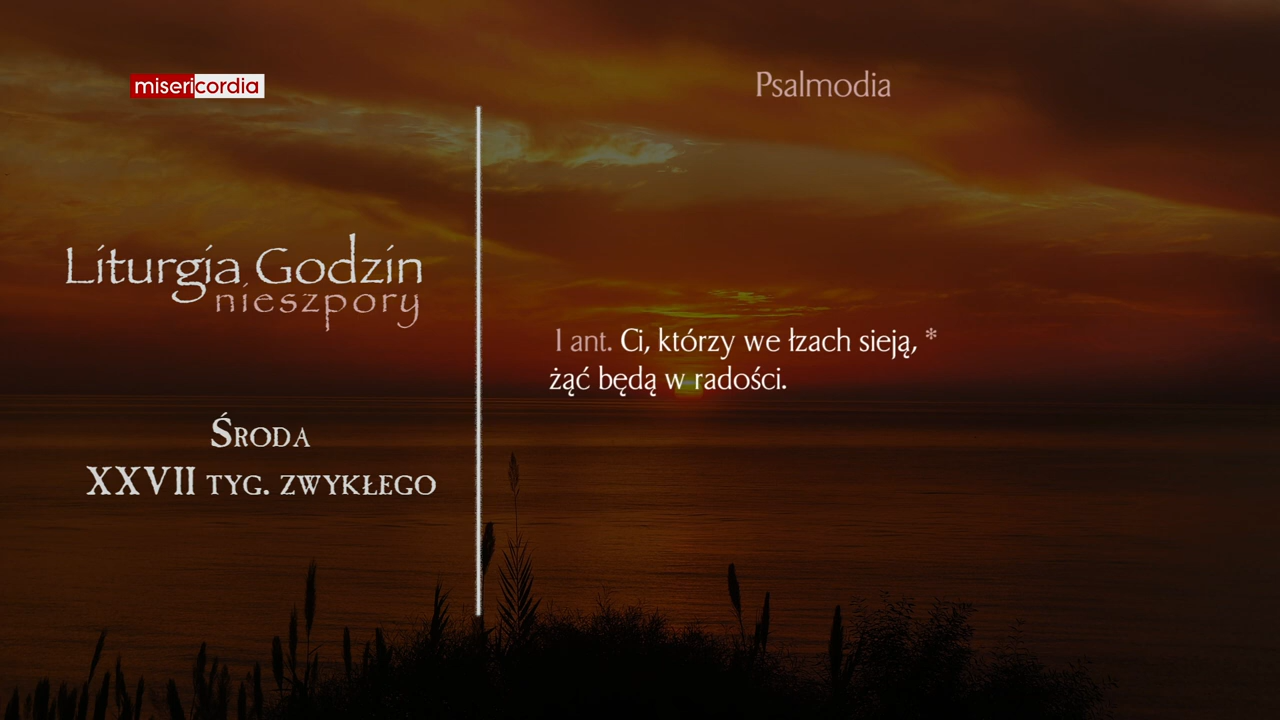 misericordia
Psalmodia
Liturgia Godzin
nieszpory
I ant. Ci, którzy we łzach sieją, *
żąć będą w radości.
Środa
XXVII tyg. zwykłego